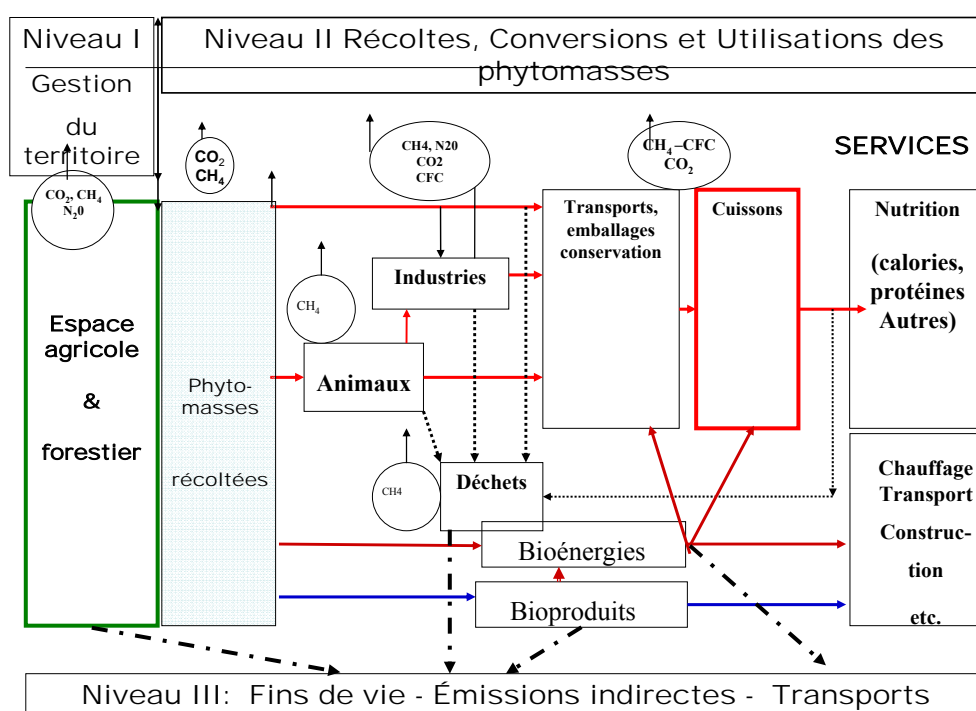 Niveau I
Gestion
du
territoire
Niveau II Récoltes, Conversions et Utilisations des
phytomasses
SERVICES
CO₂, CH₄
N₂0
CO₂
CH₄
CH4, N20
CO2
CFC
CH₄ –CFC
CO₂
Espace
agricole
&
forestier
Phyto-
masses
récoltées
CH₄
Animaux
Industries
Transports,
emballages
conservation
Cuissons
Nutrition
(calories,
protéines
Autres)
CH4
Déchets
Bioénergies
Bioproduits
Chauffage
Transport
Construc-
tion
etc.
Niveau III: Fins de vie - Émissions indirectes - Transports